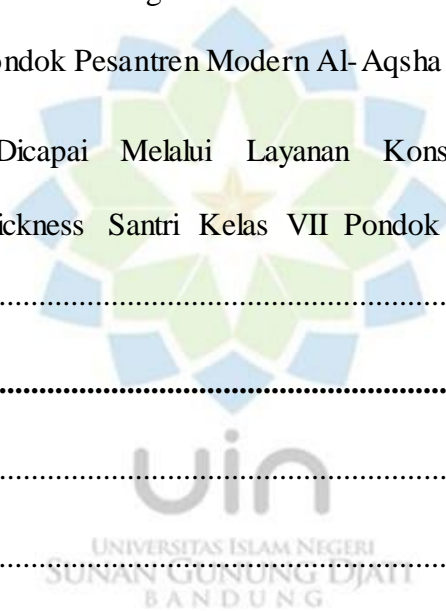 ondok Pesantren Modern Al-Aqsha
Dicapai Melalui Layanan Kons
ickness Santri Kelas VII Pondok
........................................................................
........................................................................
........................................................................
........................................................................
uin
UNIVERSITAS ISLAM NEGERI
SUNAN GUNUNG DJATI
BANDUNG